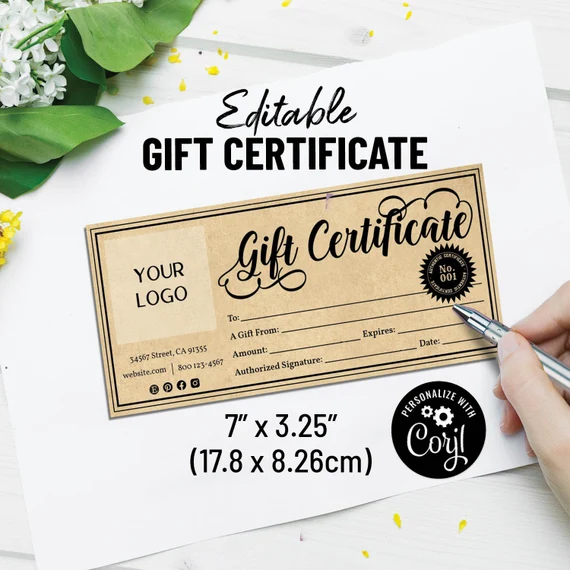 Editable
GIFT CERTIFICATE
Gift Certificate
YOUR
LOGO
No.
001
To:
A Gift From:
Amount:
Expires:
Authorized Signature:
Date:
34567 Street, CA 91355
website.com | 800 123-4567
7” x 3.25”
(17.8 x 8.26cm)
PERSONALIZE WITH
Corjl